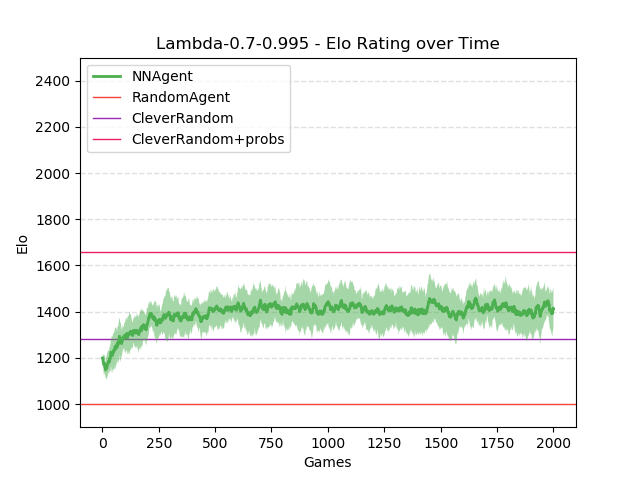 Lambda-0.7-0.995 - Elo Rating over Time
NNAgent
RandomAgent
CleverRandom
CleverRandom+probs
2400
2200
2000
1800
1600
1400
1200
1000
Elo
0 250 500 750 1000 1250 1500 1750 2000
Games